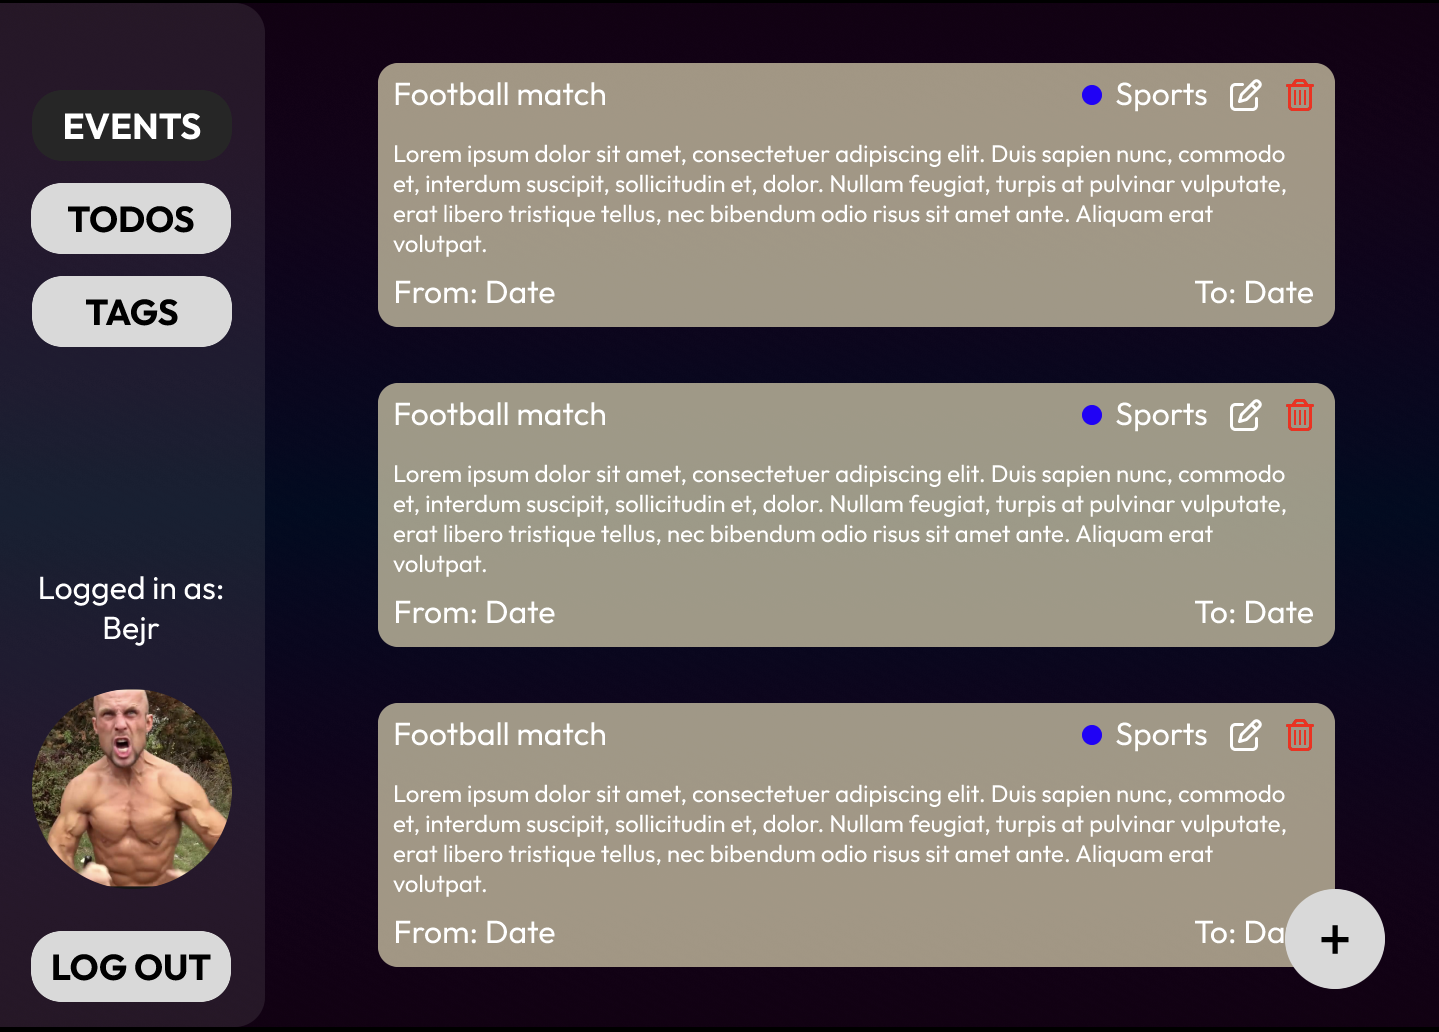 EVENTS
TODOS
TAGS
Logged in as:
Bejr
LOG OUT
Football match
Sports
Lorem ipsum dolor sit amet, consectetuer adipiscing elit. Duis sapien nunc, commodo
et, interdum suscipit, sollicitudin et, dolor. Nullam feugiat, turpis at pulvinar vulputate,
erat libero tristique tellus, nec bibendum odio risus sit amet ante. Aliquam erat
volutpat.
From: Date
To: Date
Football match
Sports
Lorem ipsum dolor sit amet, consectetuer adipiscing elit. Duis sapien nunc, commodo
et, interdum suscipit, sollicitudin et, dolor. Nullam feugiat, turpis at pulvinar vulputate,
erat libero tristique tellus, nec bibendum odio risus sit amet ante. Aliquam erat
volutpat.
From: Date
To: Date
Football match
Sports
Lorem ipsum dolor sit amet, consectetuer adipiscing elit. Duis sapien nunc, commodo
et, interdum suscipit, sollicitudin et, dolor. Nullam feugiat, turpis at pulvinar vulputate,
erat libero tristique tellus, nec bibendum odio risus sit amet ante. Aliquam erat
volutpat.
From: Date
To: Da
+